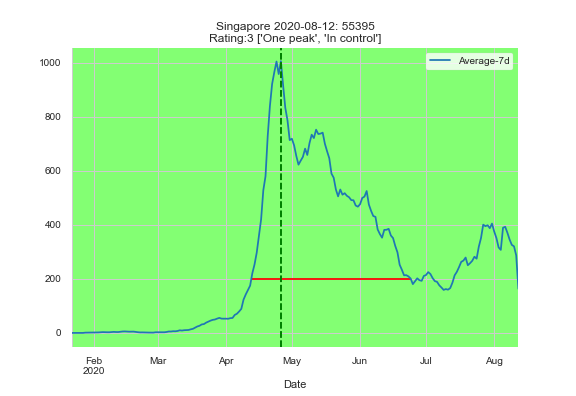 Singapore 2020-08-12: 55395
Rating:3 ['One peak', 'In control']
Average-7d
1000
800
600
400
200
0
Feb Mar Apr May Jun Jul Aug
2020
Date